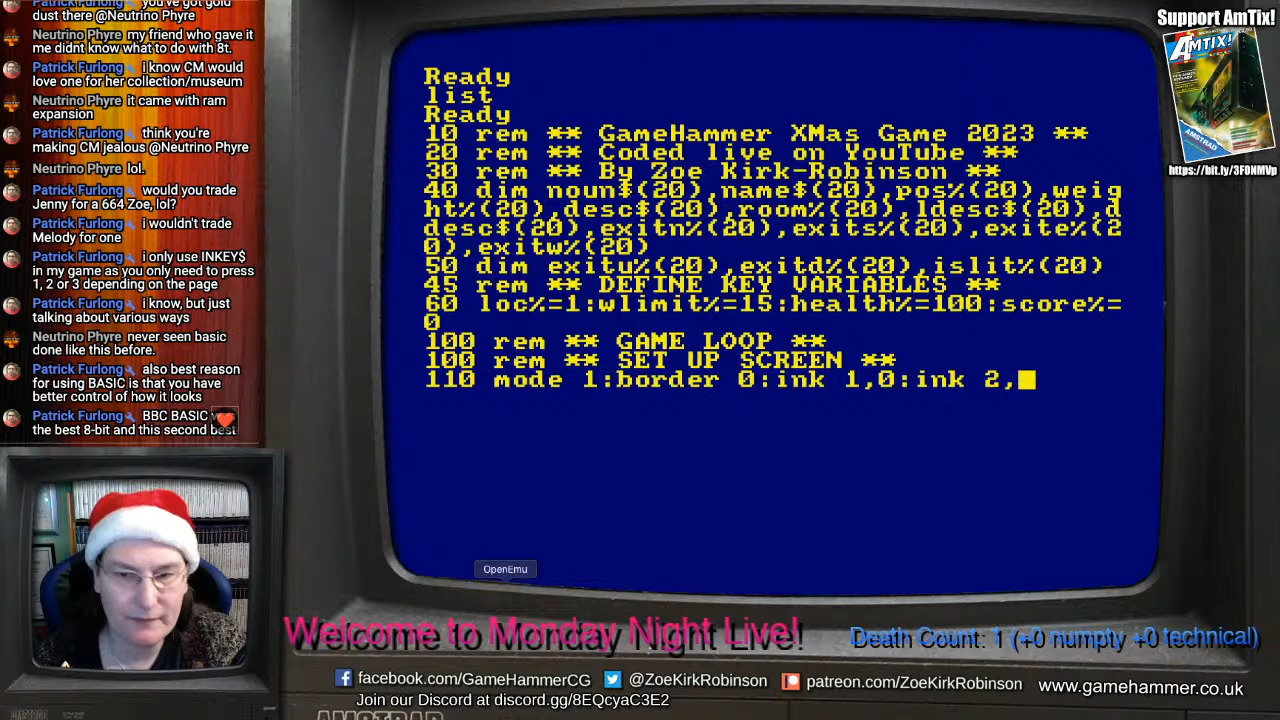 Patrick Furlong you've got gold
dust there @Neutrino Phyre
Neutrino Phyre my friend who gave it
me didnt know what to do with 8t.
Patrick Furlong i know CM would
love one for her collection/museum
Neutrino Phyre it came with ram
expansion
Patrick Furlong think you're
making CM jealous @Neutrino Phyre
Neutrino Phyre lol.
Patrick Furlong would you trade
Jenny for a 664 Zoe, lol?
Patrick Furlong i wouldn't trade
Melody for one
Patrick Furlong i only use INKEY$
in my game as you only need to press
1, 2 or 3 depending on the page
Patrick Furlong i know, but just
talking about various ways
Neutrino Phyre never seen basic
done like this before.
Patrick Furlong also best reason
for using BASIC is that you have
better control of how it looks
Patrick Furlong BBC BASIC
the best 8-bit and this second best
Ready
list
Ready
10 rem ** GameHammer XMas Game 2023 **
20 rem ** Coded live on YouTube **
30 rem ** By Zoe Kirk-Robinson **
40 dim noun$(20),name$(20),pos%(20),weig
ht%(20),desc$(20),room%(20),ldesc$(20),d
desc$(20),exitn%(20),exits%(20),exite%(2
0),exitw%(20)
50 dim exitu%(20),exitd%(20),islit%(20)
45 rem ** DEFINE KEY VARIABLES **
60 loc%=1:wlimit%=15:health%=100:score%=
0
100 rem ** GAME LOOP **
100 rem ** SET UP SCREEN **
110 mode 1:border 0:ink 1,0:ink 2,
OpenEmu
Support AmTix!
AMTIX!
AMSTRAD
https://bit.ly/3FONMVp
Welcome to Monday Night Live!
Death Count: 1 (+0 numpty +0 technical)
facebook.com/GameHammerCG
@ZoeKirkRobinson
patreon.com/ZoeKirkRobinson
www.gamehammer.co.uk
Join our Discord at discord.gg/8EQcyaC3E2
AMSTRAD